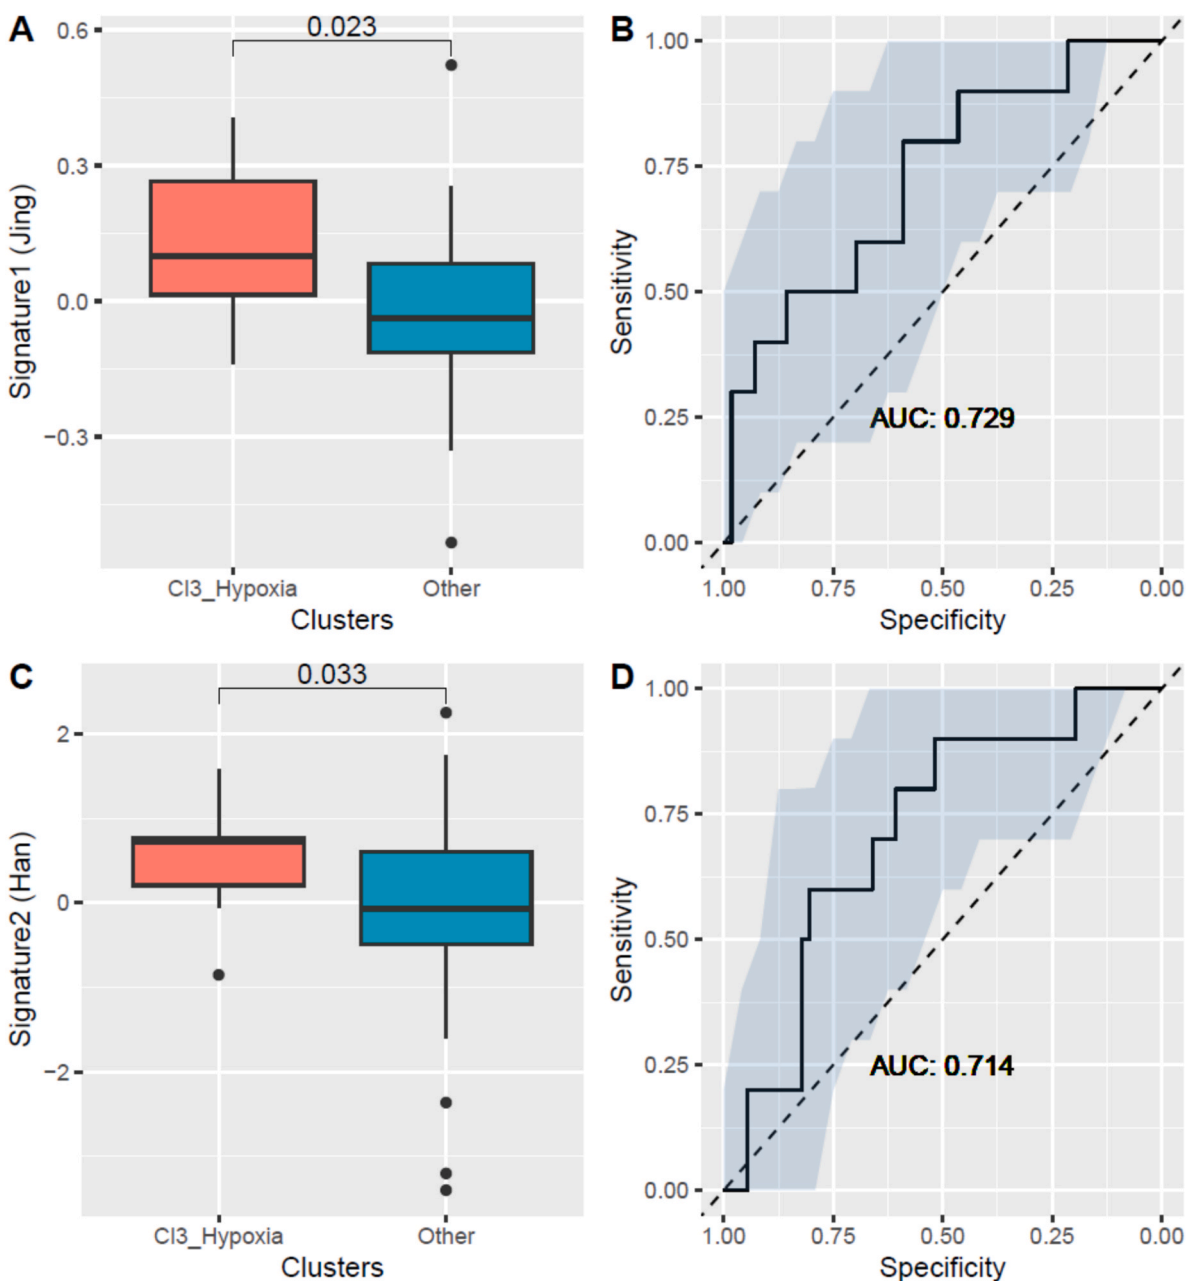 A
0.023
0.6
0.3
0.0
−0.3
Signature1 (Jing)
Cl3_Hypoxia
Other
Clusters
B
1.00
0.75
0.50
0.25
0.00
Sensitivity
AUC: 0.729
1.00
0.75
0.50
0.25
0.00
Specificity
C
0.033
2
0
−2
Signature2 (Han)
Cl3_Hypoxia
Other
Clusters
D
1.00
0.75
0.50
0.25
0.00
Sensitivity
AUC: 0.714
1.00
0.75
0.50
0.25
0.00
Specificity